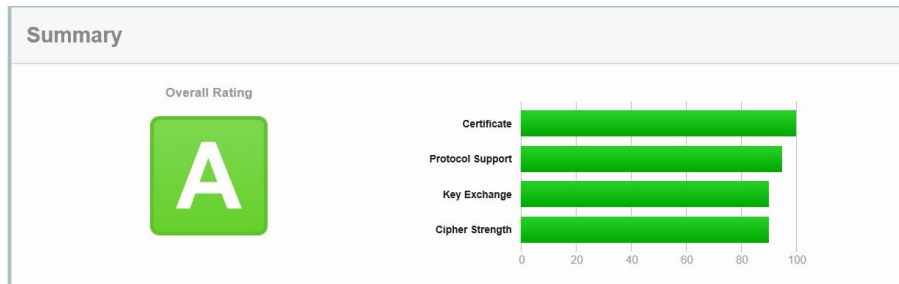 Summary
Overall Rating
A
Certificate
Protocol Support
Key Exchange
Cipher Strength
0 20 40 60 80 100